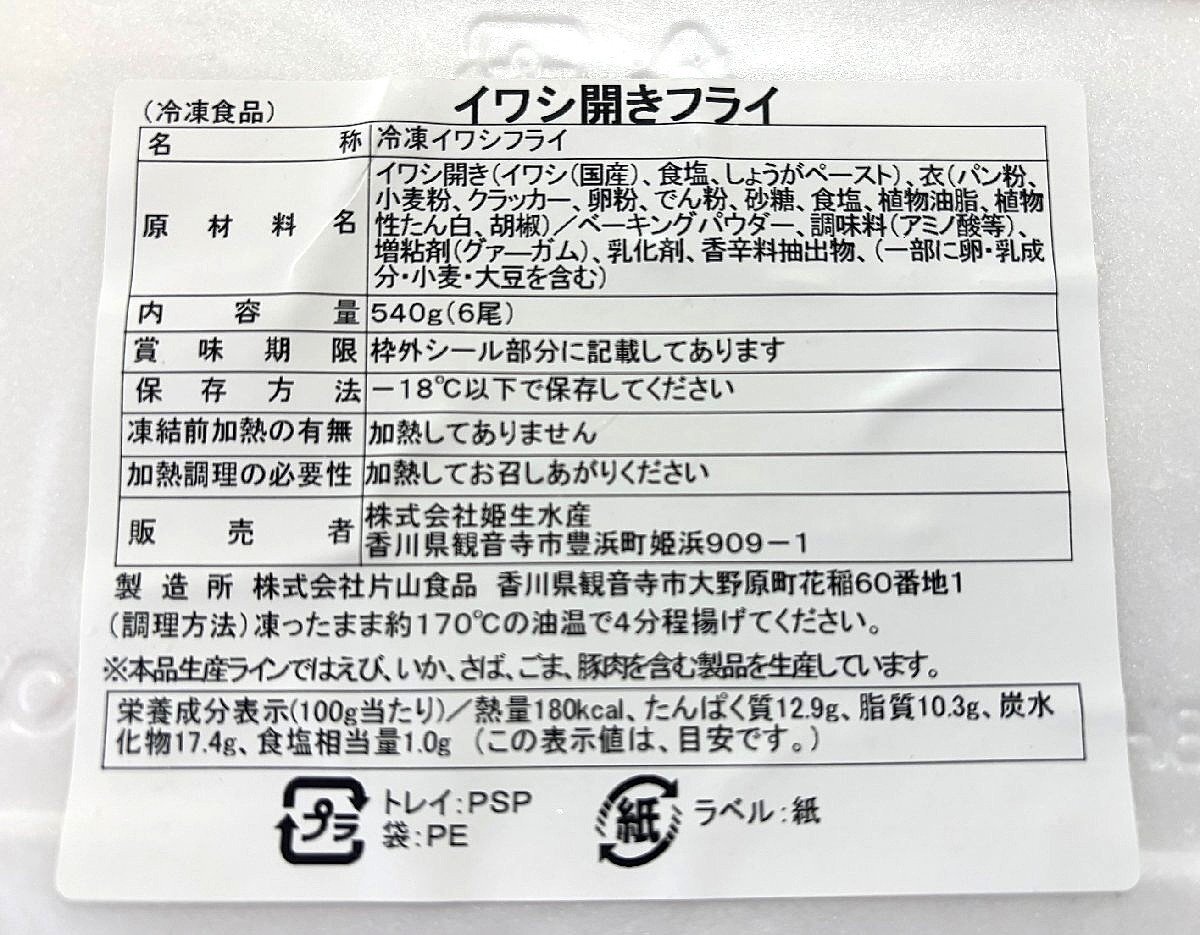 (冷凍食品)
イワシ開きフライ
名称 冷凍イワシフライ
原材料名 イワシ開き(イワシ(国産)、食塩、しょうがペースト)、衣(パン粉、
小麦粉、クラッカー、卵粉、でん粉、砂糖、食塩、植物油脂、植物
性たん白、胡椒)/ベーキングパウダー、調味料(アミノ酸等)、
増粘剤(グァーガム)、乳化剤、香辛料抽出物、(一部に卵・乳成
分・小麦・大豆を含む)
内容量 540g(6尾)
賞味期限 枠外シール部分に記載してあります
保存方法 -18℃以下で保存してください
凍結前加熱の有無 加熱してありません
加熱調理の必要性 加熱してお召しあがりください
販売者 株式会社姫生水産
香川県観音寺市豊浜町姫浜909-1
製造所 株式会社片山食品 香川県観音寺市大野原町花稲60番地1
(調理方法)凍ったまま約170℃の油温で4分程揚げてください。
※本品生産ラインではえび、いか、さば、ごま、豚肉を含む製品を生産しています。
栄養成分表示(100g当たり)/熱量180kcal、たんぱく質12.9g、脂質10.3g、炭水
化物17.4g、食塩相当量1.0g (この表示値は、目安です。)
プラ トレイ:PSP
袋:PE
紙 ラベル:紙